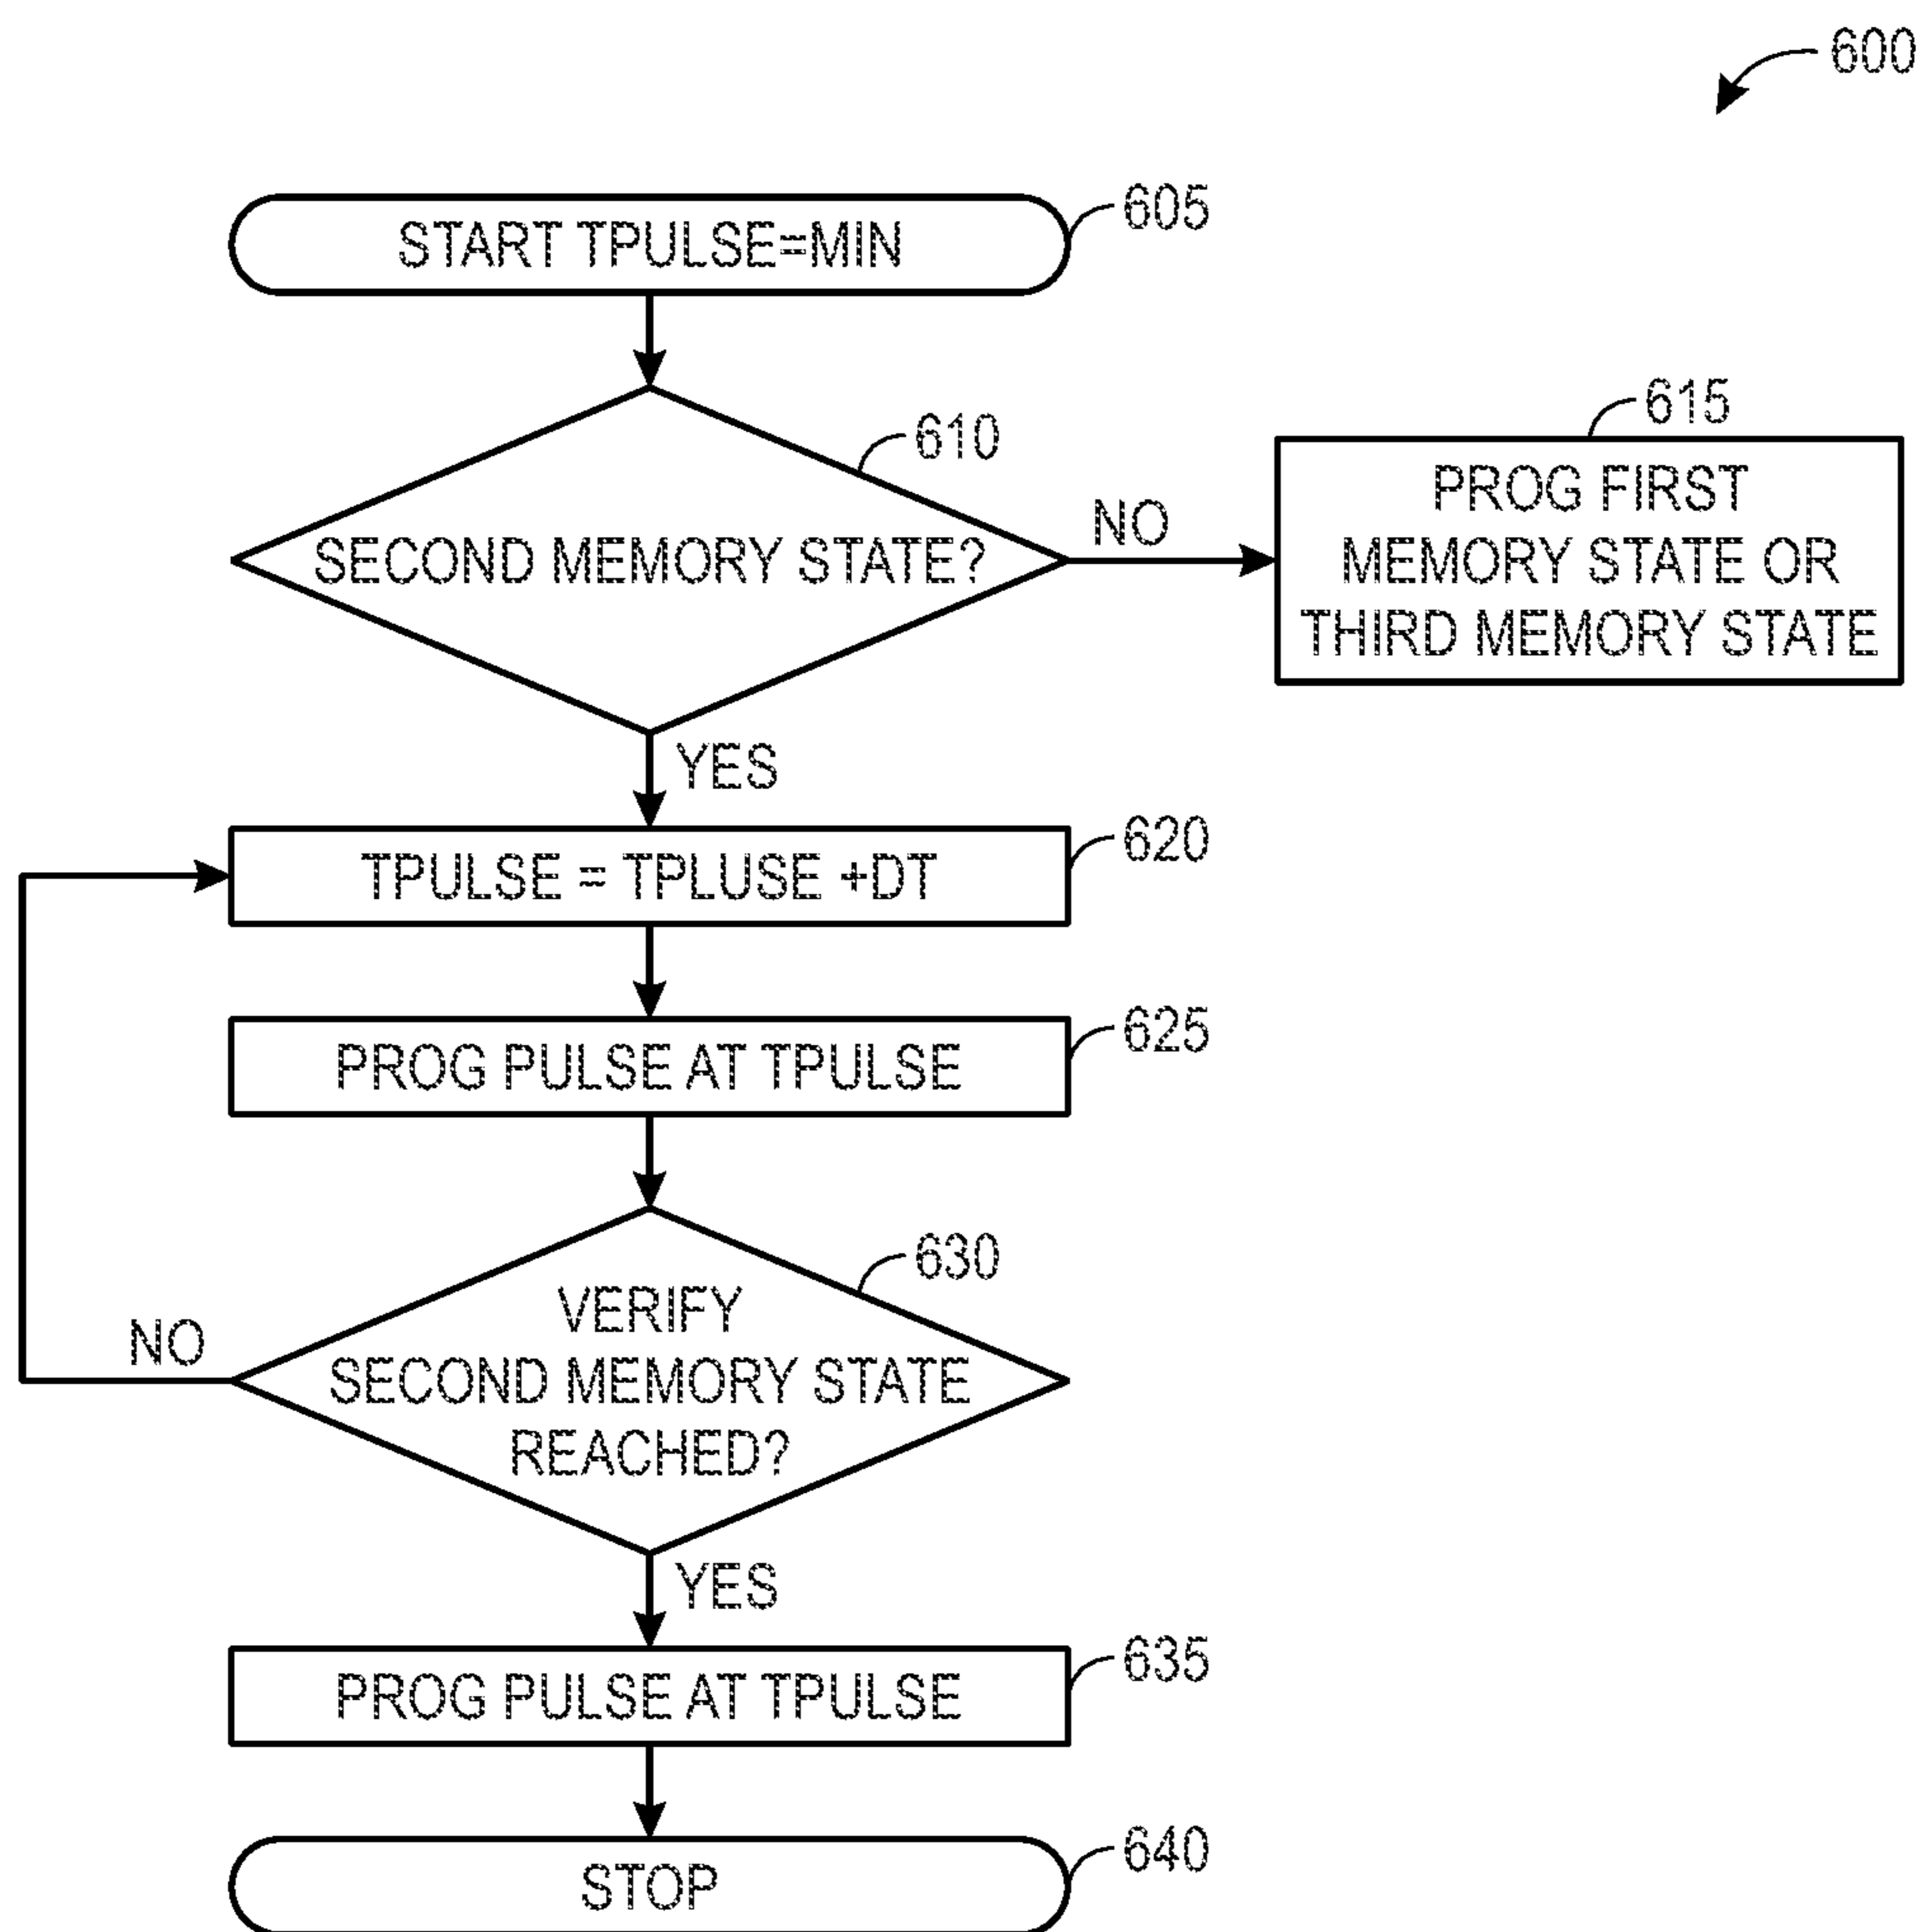 600
START TPULSE=MIN
605
610
SECOND MEMORY STATE?
NO
615
PROG FIRST
MEMORY STATE OR
THIRD MEMORY STATE
YES
TPULSE = TPLUSE +DT
620
PROG PULSE AT TPULSE
625
630
VERIFY
SECOND MEMORY STATE
REACHED?
NO
YES
PROG PULSE AT TPULSE
635
STOP
640